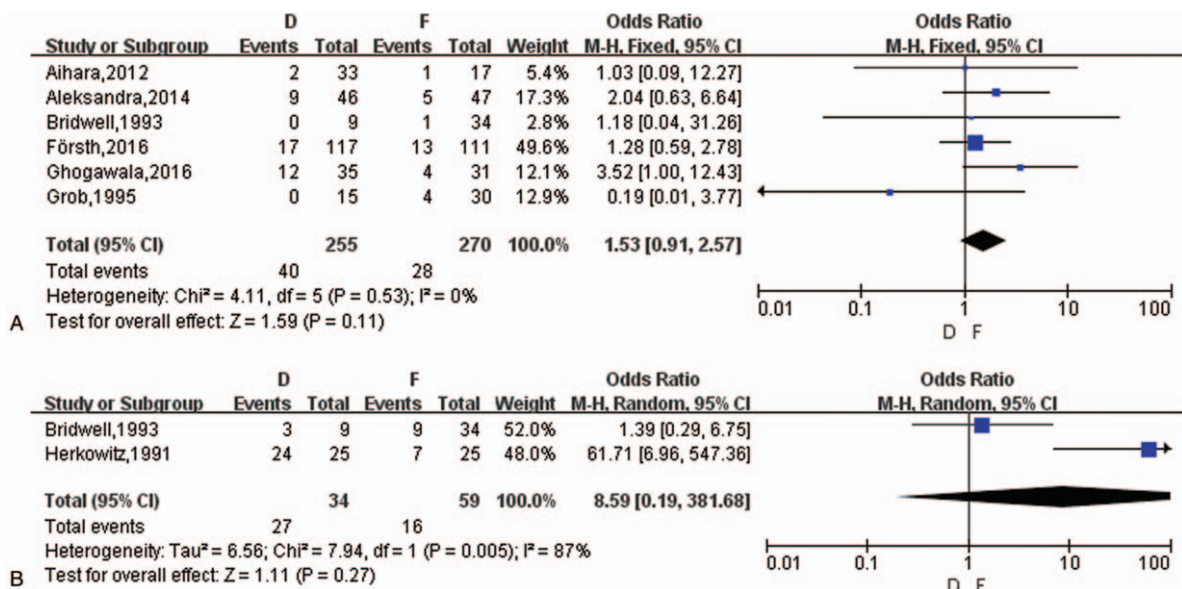 D F Odds Ratio Odds Ratio
Study or Subgroup Events Total Events Total Weight M-H, Fixed, 95% CI M-H, Fixed, 95% CI
Aihara,2012 2 33 1 17 5.4% 1.03 [0.09, 12.27]
Aleksandra,2014 9 46 5 47 17.3% 2.04 [0.63, 6.64]
Bridwell,1993 0 9 1 34 2.8% 1.18 [0.04, 31.26]
Försth,2016 17 117 13 111 49.6% 1.28 [0.59, 2.78]
Ghogawala,2016 12 35 4 31 12.1% 3.52 [1.00, 12.43]
Grob,1995 0 15 4 30 12.9% 0.19 [0.01, 3.77]
Total (95% CI) 255 270 100.0% 1.53 [0.91, 2.57]
Total events 40 28
Heterogeneity: Chi² = 4.11, df = 5 (P = 0.53); I² = 0%
0.01 0.1 1 10 100
A Test for overall effect: Z = 1.59 (P = 0.11)
D F
D F Odds Ratio Odds Ratio
Study or Subgroup Events Total Events Total Weight M-H, Random, 95% CI M-H, Random, 95% CI
Bridwell,1993 3 9 9 34 52.0% 1.39 [0.29, 6.75]
Herkowitz,1991 24 25 7 25 48.0% 61.71 [6.96, 547.36]
Total (95% CI) 34 59 100.0% 8.59 [0.19, 381.68]
Total events 27 16
Heterogeneity: Tau² = 6.56; Chi² = 7.94, df = 1 (P = 0.005); I² = 87%
0.01 0.1 1 10 100
B Test for overall effect: Z = 1.11 (P = 0.27)
D F